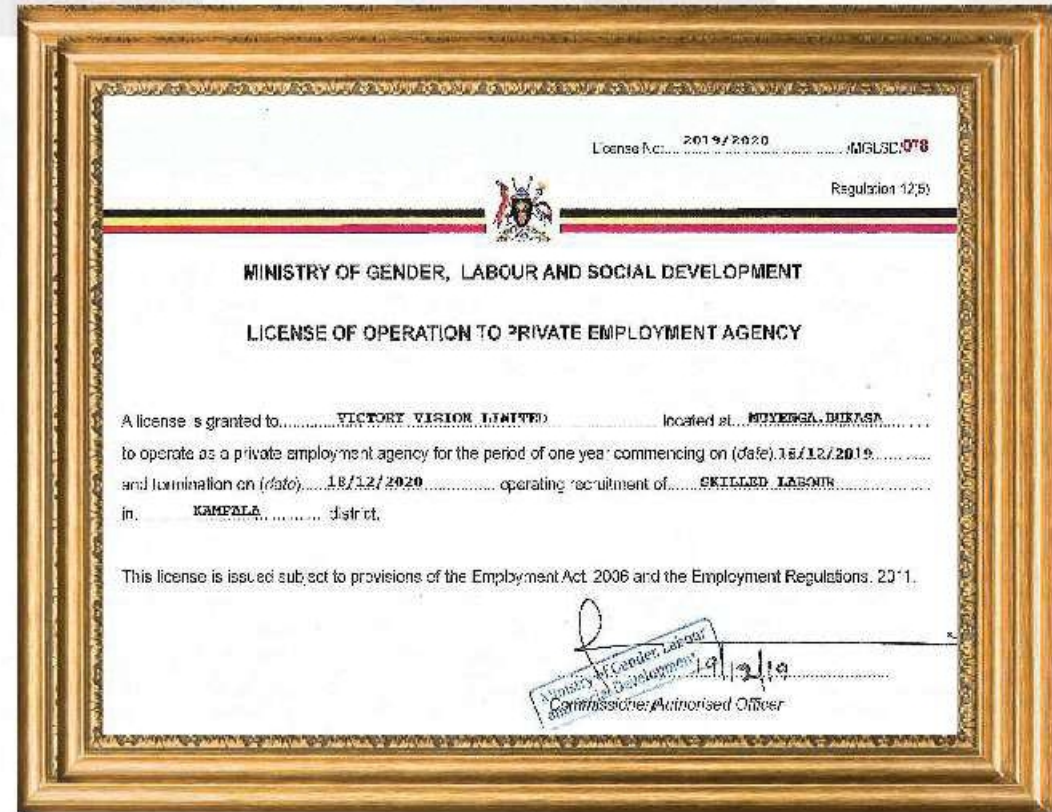 License No:.....2019/2020................/MGLSD/078
Regulation 12(5)
MINISTRY OF GENDER, LABOUR AND SOCIAL DEVELOPMENT
LICENSE OF OPERATION TO PRIVATE EMPLOYMENT AGENCY
A license is granted to............VICTORY VISION LIMITED located at....MUYENGA.BUKASA.......
to operate as a private employment agency for the period of one year commencing on (date).18/12/2019...........
and termination on (date).....18/12/2020................ operating recruitment of.......SKILLED LABOUR...................
in. KAMPALA............... district.
This license is issued subject to provisions of the Employment Act, 2006 and the Employment Regulations, 2011.
Ministry of Gender, Labour
and Social Development
19/12/19
Commissioner/Authorised Officer